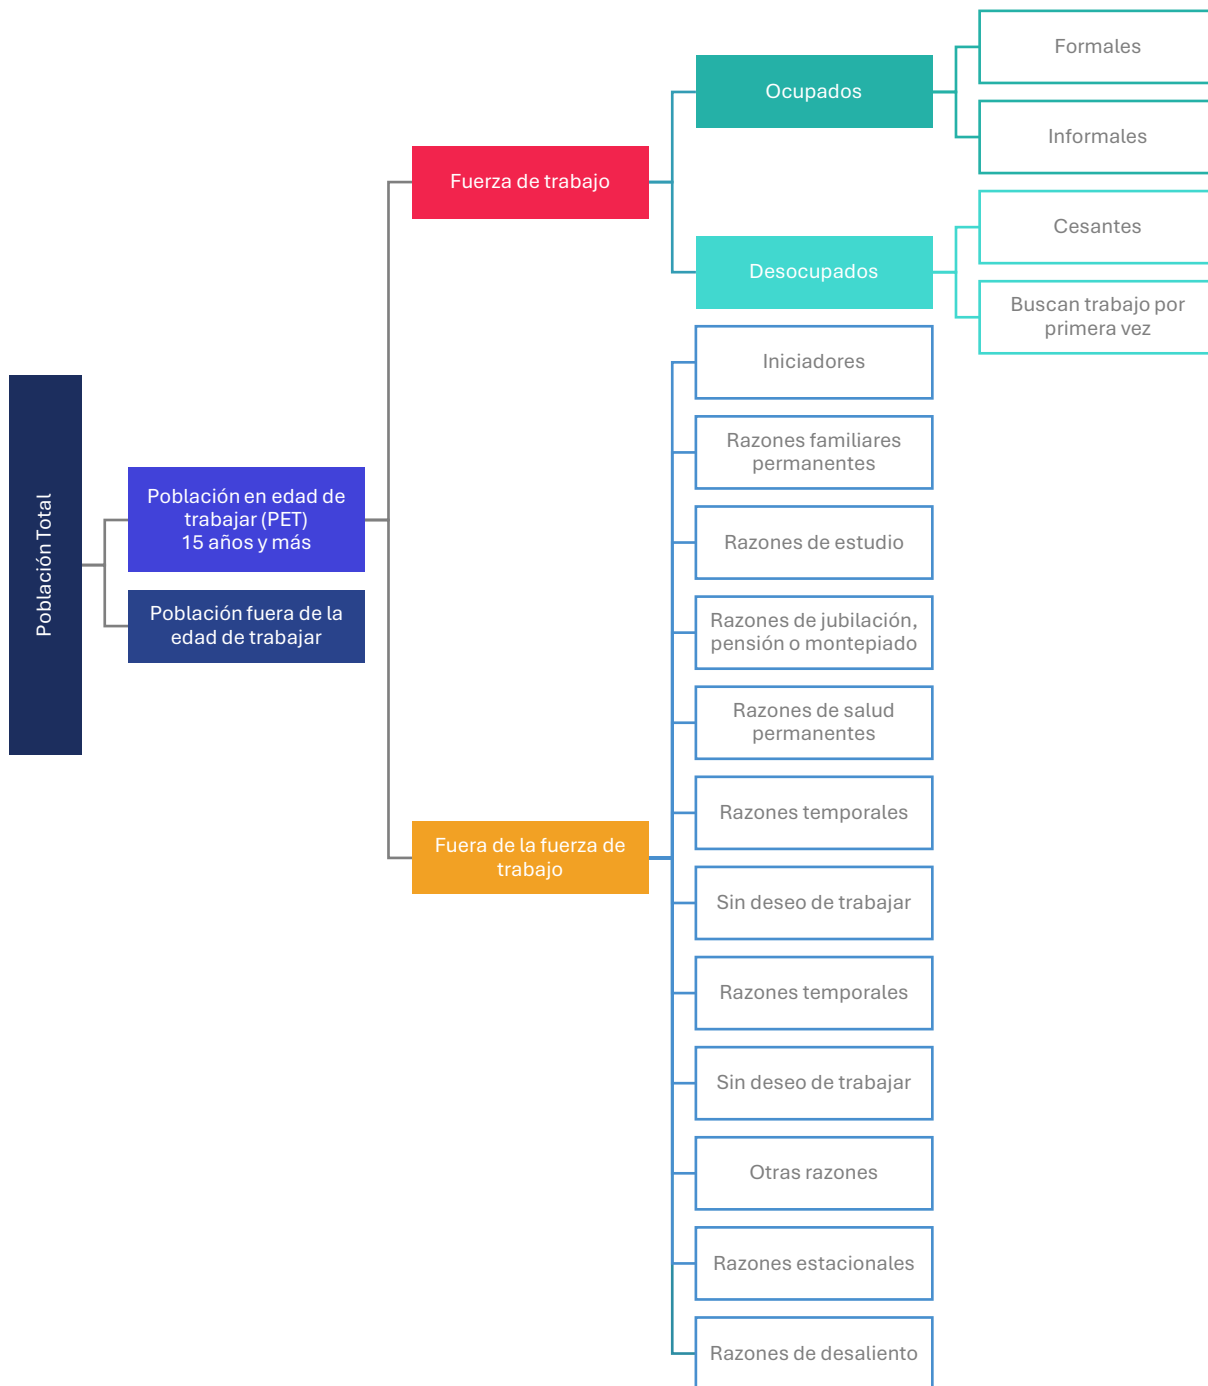 Población Total
Población en edad de
trabajar (PET)
15 años y más
Población fuera de la
edad de trabajar
Fuerza de trabajo
Ocupados
Formales
Informales
Desocupados
Cesantes
Buscan trabajo por
primera vez
Fuera de la fuerza de
trabajo
Iniciadores
Razones familiares
permanentes
Razones de estudio
Razones de jubilación,
pensión o montepiado
Razones de salud
permanentes
Razones temporales
Sin deseo de trabajar
Razones temporales
Sin deseo de trabajar
Otras razones
Razones estacionales
Razones de desaliento